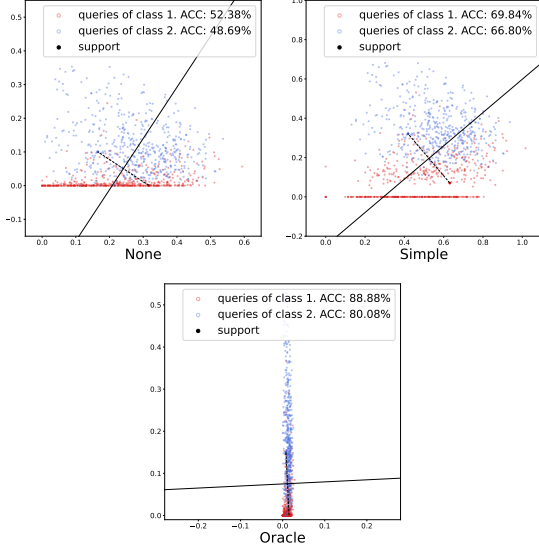 queries of class 1. ACC: 52.38%
queries of class 2. ACC: 48.69%
support
0.5
0.4
0.3
0.2
0.1
0.0
−0.1
0.0 0.1 0.2 0.3 0.4 0.5 0.6
None
queries of class 1. ACC: 69.84%
queries of class 2. ACC: 66.80%
support
1.0
0.8
0.6
0.4
0.2
0.0
−0.2
0.0 0.2 0.4 0.6 0.8 1.0
Simple
queries of class 1. ACC: 88.88%
queries of class 2. ACC: 80.08%
support
0.5
0.4
0.3
0.2
0.1
0.0
−0.2 −0.1 0.0 0.1 0.2
Oracle